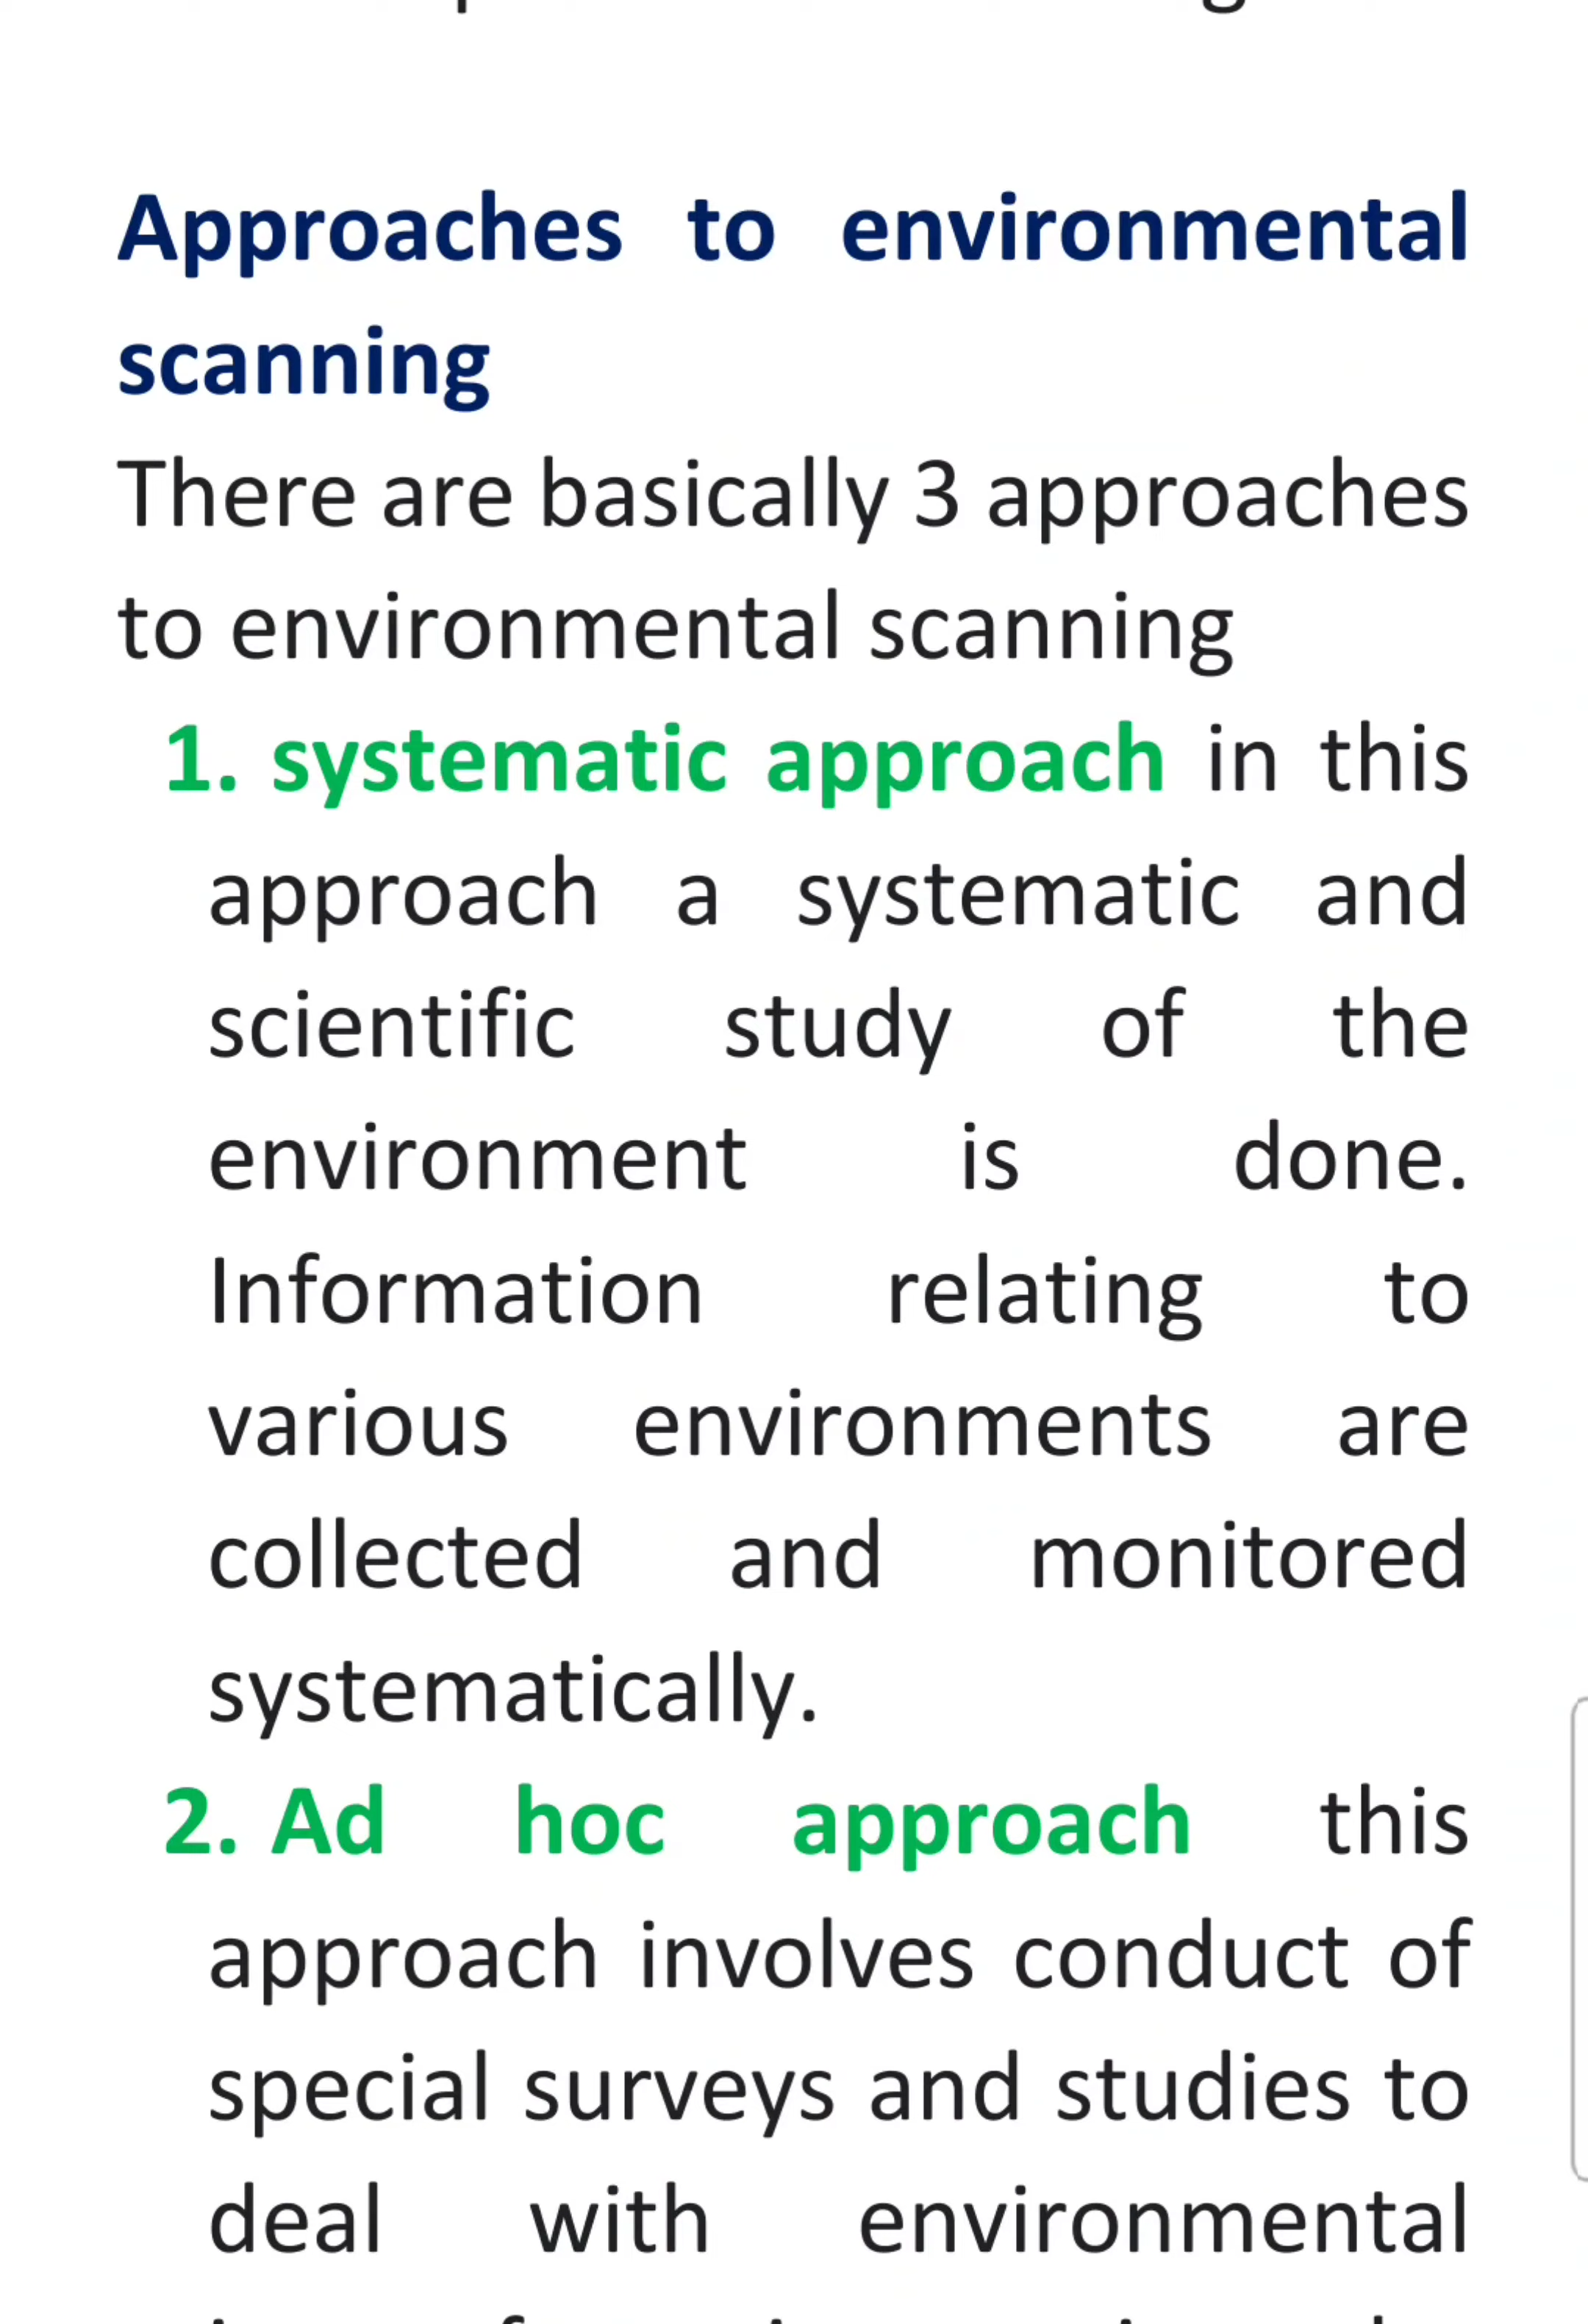 Approaches to environmental
scanning
There are basically 3 approaches
to environmental scanning
1. systematic approach in this
approach a systematic and
scientific study of the
environment is done.
Information relating to
various environments are
collected and monitored
systematically.
2. Ad hoc approach this
approach involves conduct of
special surveys and studies to
deal with environmental